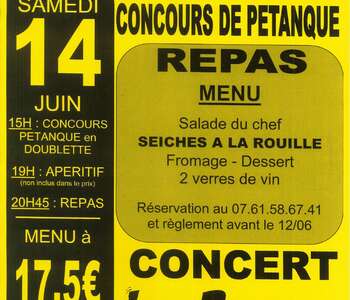 SAMEDI
14
JUIN
15H : CONCOURS
PETANQUE en
DOUBLETTE
19H : APERITIF
(non inclus dans le prix)
20H45 : REPAS
MENU à
17.5€
CONCOURS DE PETANQUE
REPAS
MENU
Salade du chef
SEICHES A LA ROUILLE
Fromage - Dessert
2 verres de vin
Réservation au 07.61.58.67.41
et règlement avant le 12/06
CONCERT